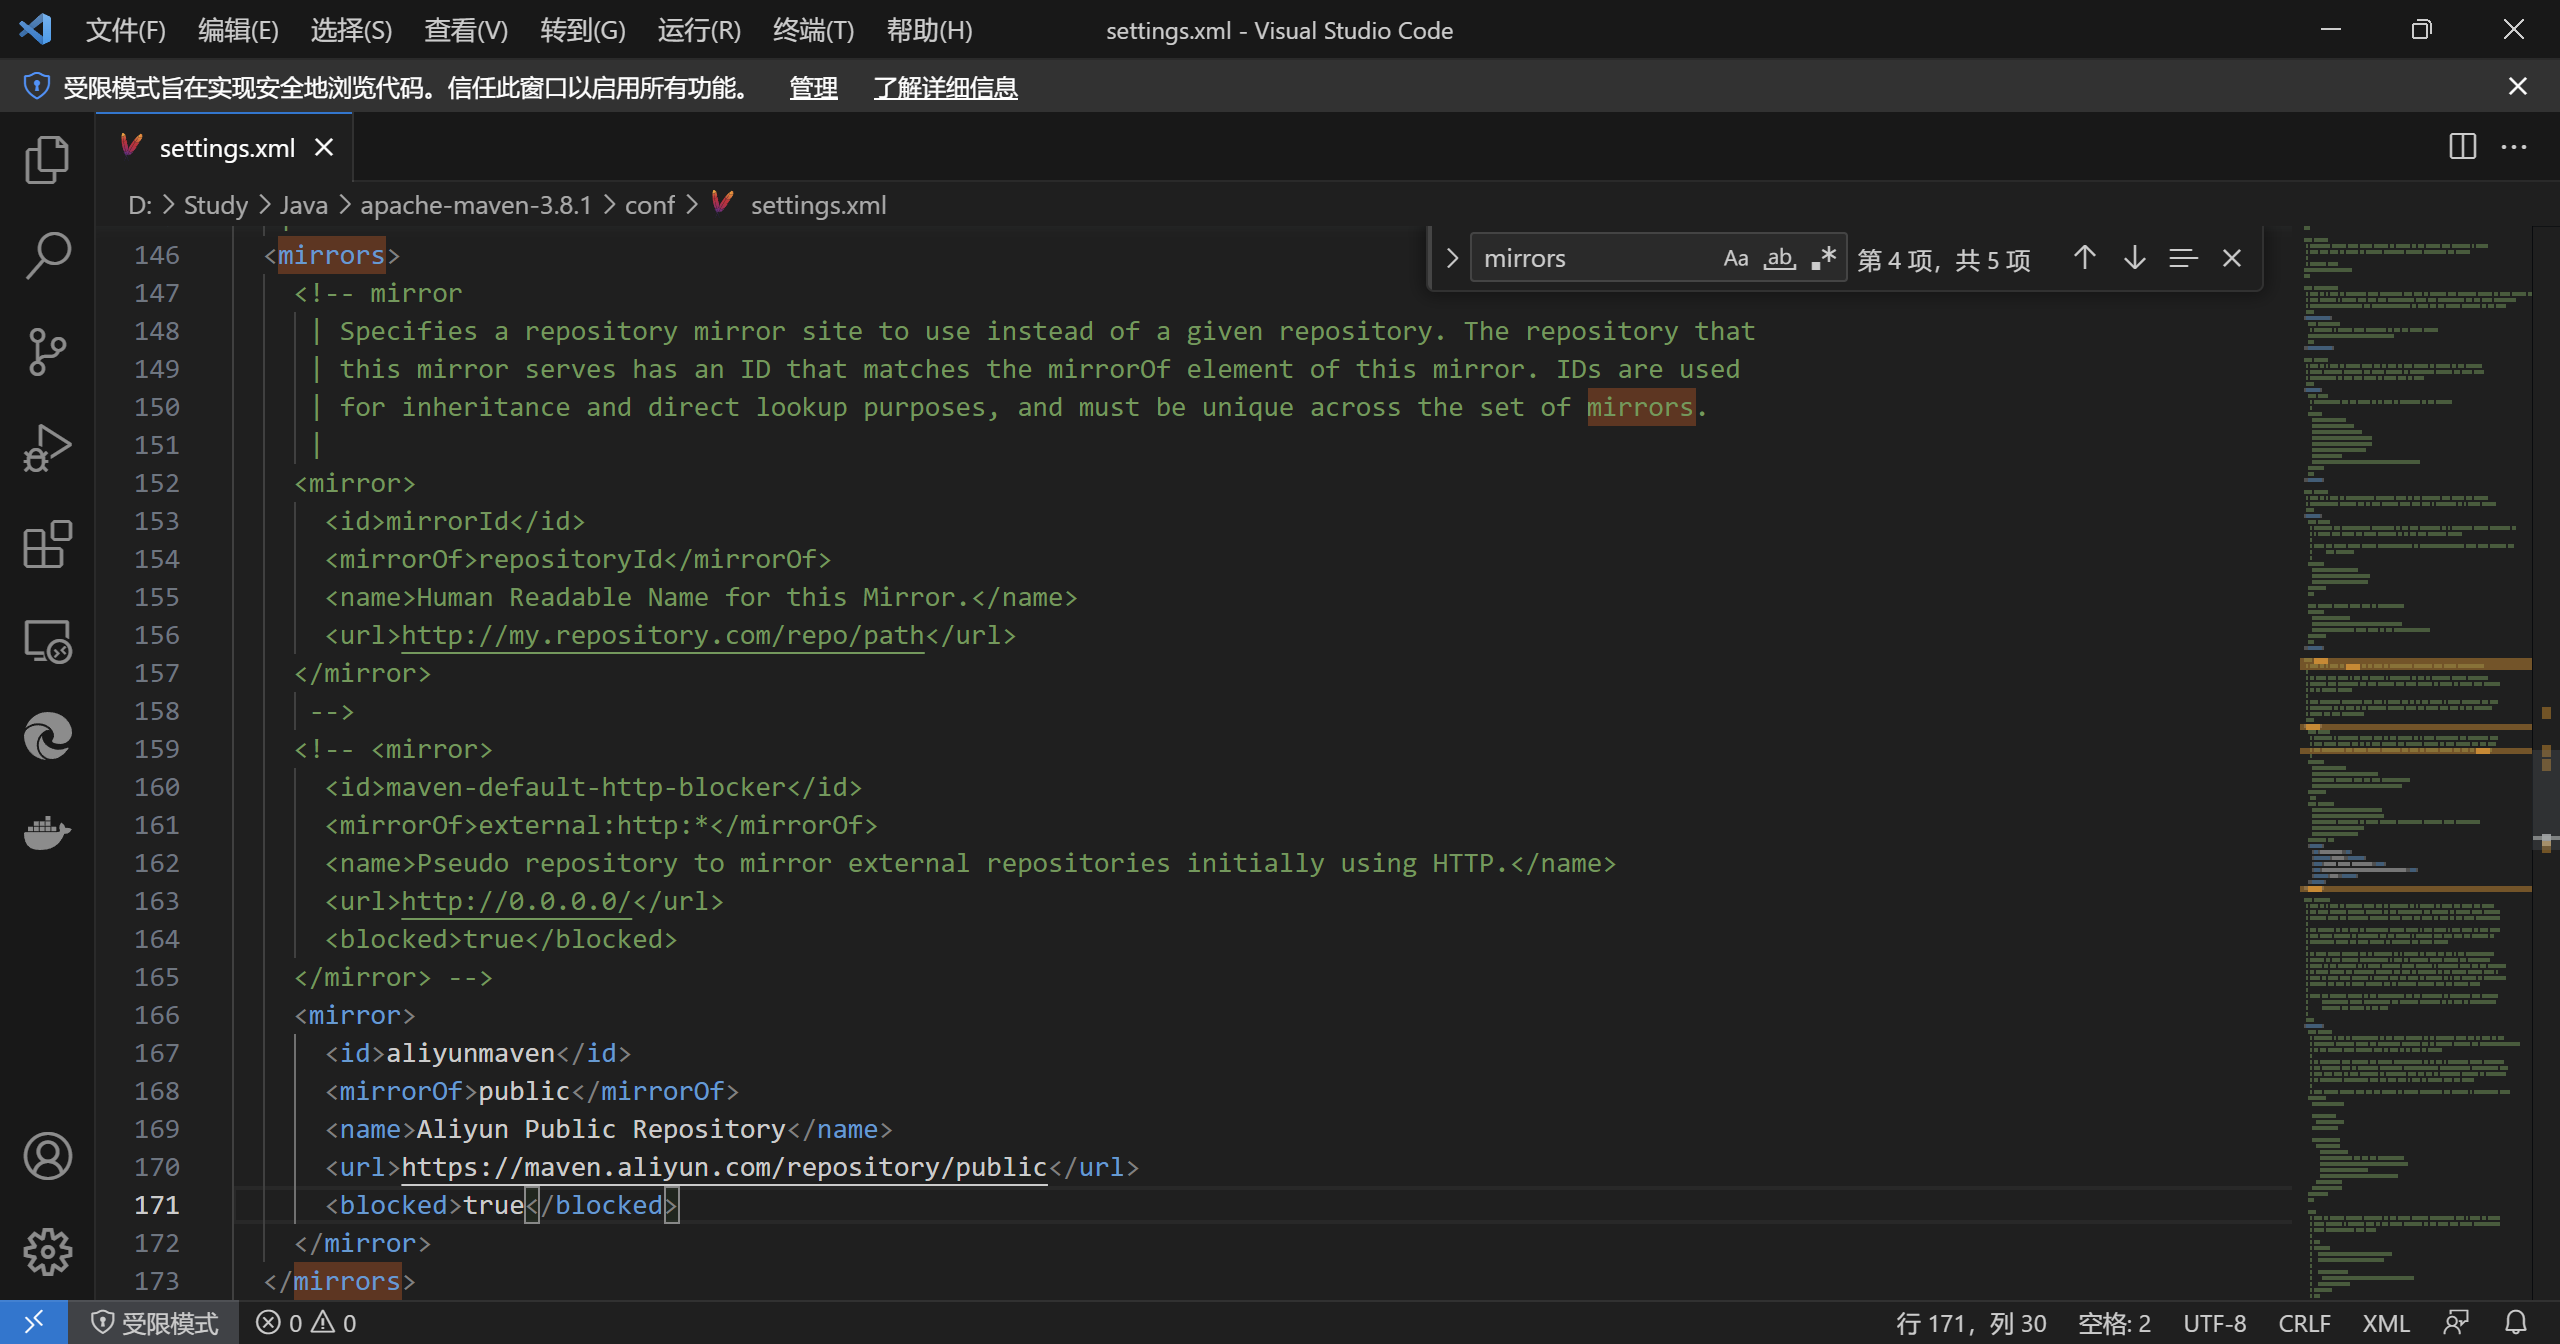 文件(F) 编辑(E) 选择(S) 查看(V) 转到(G) 运行(R) 终端(T) 帮助(H) settings.xml - Visual Studio Code
受限模式旨在实现安全地浏览代码。信任此窗口以启用所有功能。 管理 了解详细信息
settings.xml
D: > Study > Java > apache-maven-3.8.1 > conf > settings.xml
mirrors Aa ab .* 第 4 项，共 5 项
146 <mirrors>
147 <!-- mirror
148 | Specifies a repository mirror site to use instead of a given repository. The repository that
149 | this mirror serves has an ID that matches the mirrorOf element of this mirror. IDs are used
150 | for inheritance and direct lookup purposes, and must be unique across the set of mirrors.
151 |
152 <mirror>
153 <id>mirrorId</id>
154 <mirrorOf>repositoryId</mirrorOf>
155 <name>Human Readable Name for this Mirror.</name>
156 <url>http://my.repository.com/repo/path</url>
157 </mirror>
158 -->
159 <!-- <mirror>
160 <id>maven-default-http-blocker</id>
161 <mirrorOf>external:http:*</mirrorOf>
162 <name>Pseudo repository to mirror external repositories initially using HTTP.</name>
163 <url>http://0.0.0.0/</url>
164 <blocked>true</blocked>
165 </mirror> -->
166 <mirror>
167 <id>aliyunmaven</id>
168 <mirrorOf>public</mirrorOf>
169 <name>Aliyun Public Repository</name>
170 <url>https://maven.aliyun.com/repository/public</url>
171 <blocked>true</blocked>
172 </mirror>
173 </mirrors>
受限模式 0 0 行 171，列 30 空格: 2 UTF-8 CRLF XML